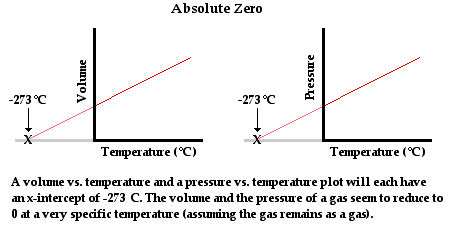 Absolute Zero
Volume
-273 °C
X
Temperature (°C)
Pressure
-273 °C
X
Temperature (°C)
A volume vs. temperature and a pressure vs. temperature plot will each have
an x-intercept of -273 C. The volume and the pressure of a gas seem to reduce to
0 at a very specific temperature (assuming the gas remains as a gas).